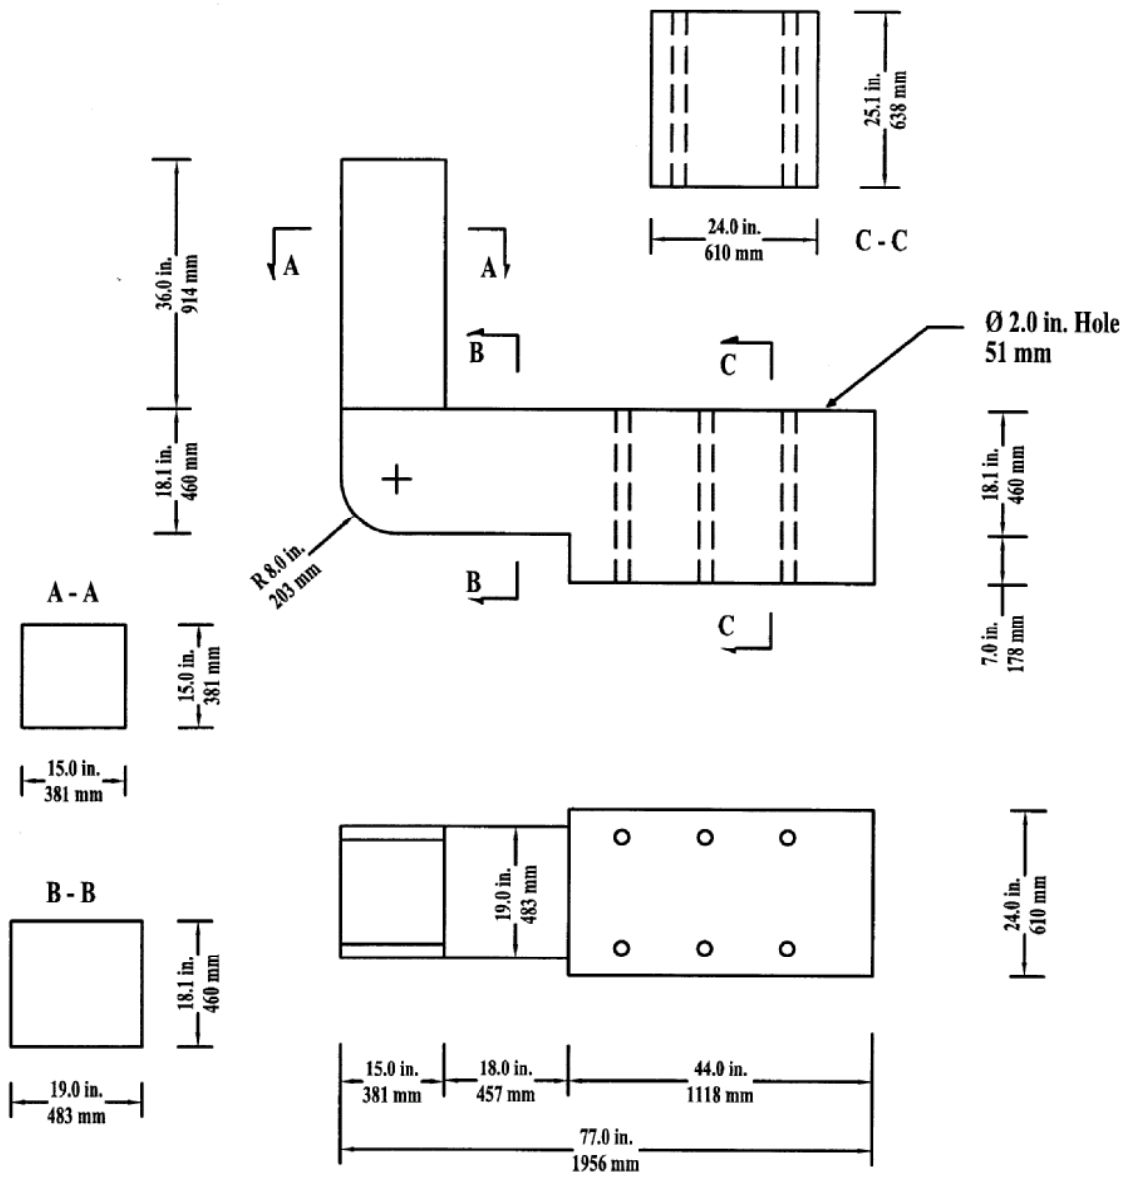 25.1 in.
638 mm
24.0 in.
610 mm
C - C
36.0 in.
914 mm
A
A
B
C
Ø 2.0 in. Hole
51 mm
18.1 in.
460 mm
18.1 in.
460 mm
R 8.0 in.
203 mm
B
C
7.0 in.
178 mm
A - A
15.0 in.
381 mm
15.0 in.
381 mm
B - B
18.1 in.
460 mm
19.0 in.
483 mm
19.0 in.
483 mm
24.0 in.
610 mm
15.0 in.
381 mm
18.0 in.
457 mm
44.0 in.
1118 mm
77.0 in.
1956 mm